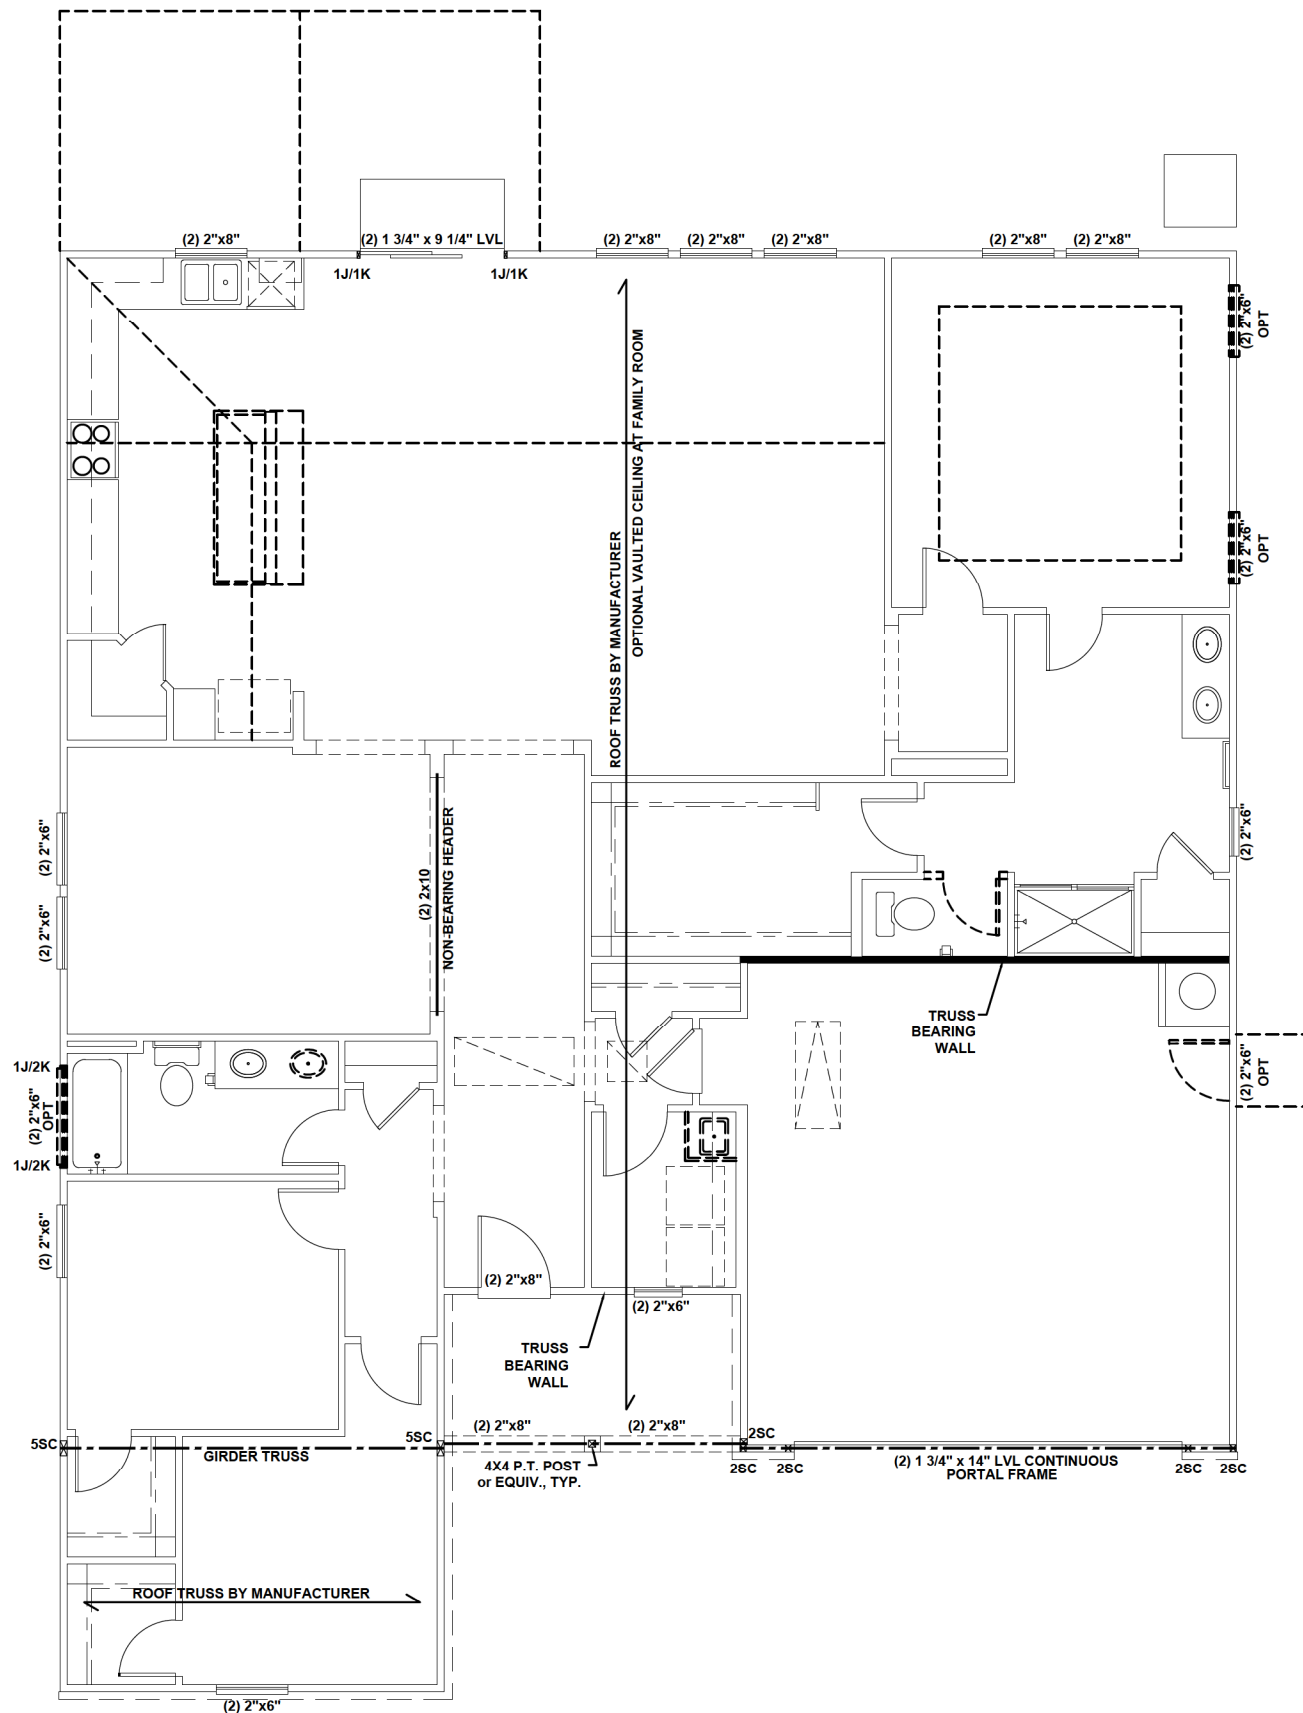 (2) 2"x8"
(2) 1 3/4" x 9 1/4" LVL
(2) 2"x8"
(2) 2"x8"
(2) 2"x8"
(2) 2"x8"
(2) 2"x8"
1J/1K
1J/1K
(2) 2"x6"
OPT
OPTIONAL VAULTED CEILING AT FAMILY ROOM
ROOF TRUSS BY MANUFACTURER
(2) 2"x6"
OPT
(2) 2"x6"
(2) 2"x6"
(2) 2x10
NON-BEARING HEADER
(2) 2"x6"
TRUSS
BEARING
WALL
1J/2K
(2) 2"x6"
OPT
1J/2K
(2) 2"x6"
OPT
(2) 2"x6"
(2) 2"x8"
(2) 2"x6"
TRUSS
BEARING
WALL
(2) 2"x8"
(2) 2"x8"
5SC
5SC
2SC
GIRDER TRUSS
4X4 P.T. POST
or EQUIV., TYP.
2SC
2SC
(2) 1 3/4" x 14" LVL CONTINUOUS
PORTAL FRAME
2SC
2SC
ROOF TRUSS BY MANUFACTURER
(2) 2"x6"